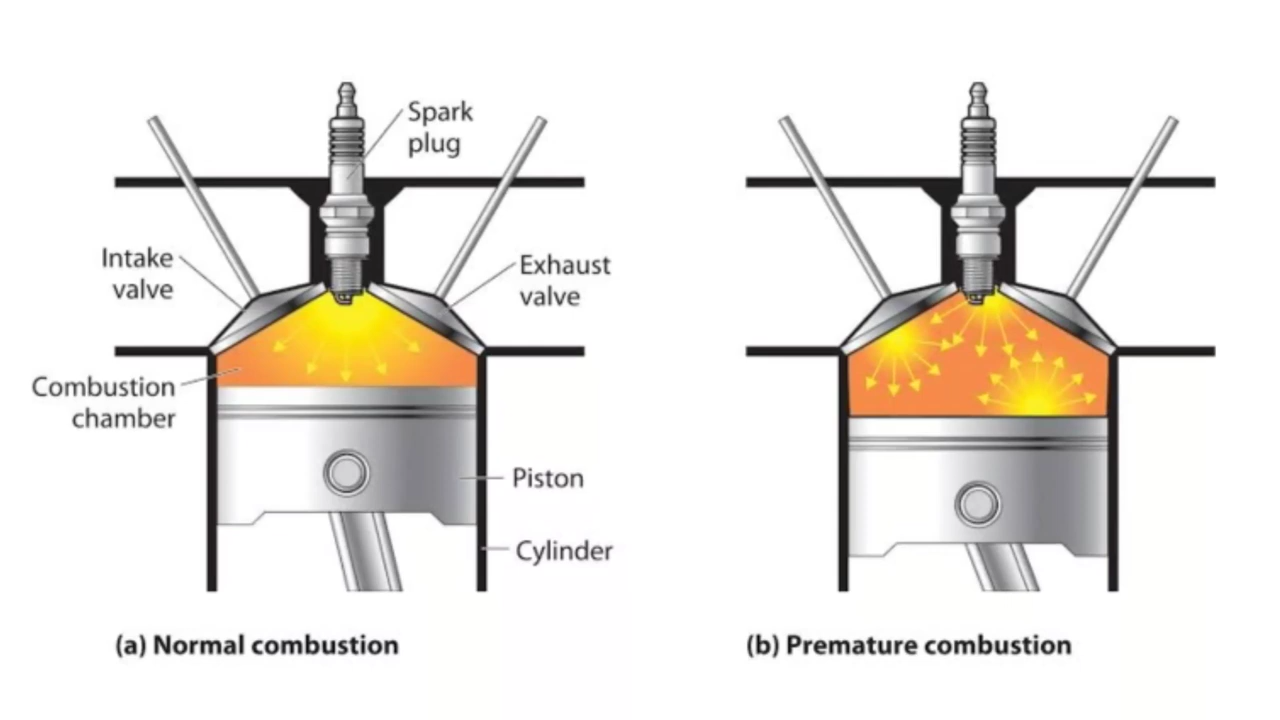 Spark
plug
Intake
valve
Exhaust
valve
Combustion
chamber
Piston
Cylinder
(a) Normal combustion
(b) Premature combustion